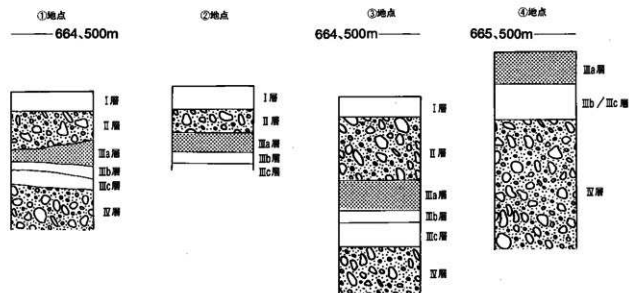 ①地点
664、500m
Ⅰ層
Ⅱ層
Ⅲa層
Ⅲb層
Ⅲc層
Ⅳ層
②地点
Ⅰ層
Ⅱ層
Ⅲa層
Ⅲb層
Ⅲc層
③地点
664、500m
Ⅰ層
Ⅱ層
Ⅲa層
Ⅲb層
Ⅲc層
Ⅳ層
④地点
665、500m
Ⅲa層
Ⅲb/Ⅲc層
Ⅳ層